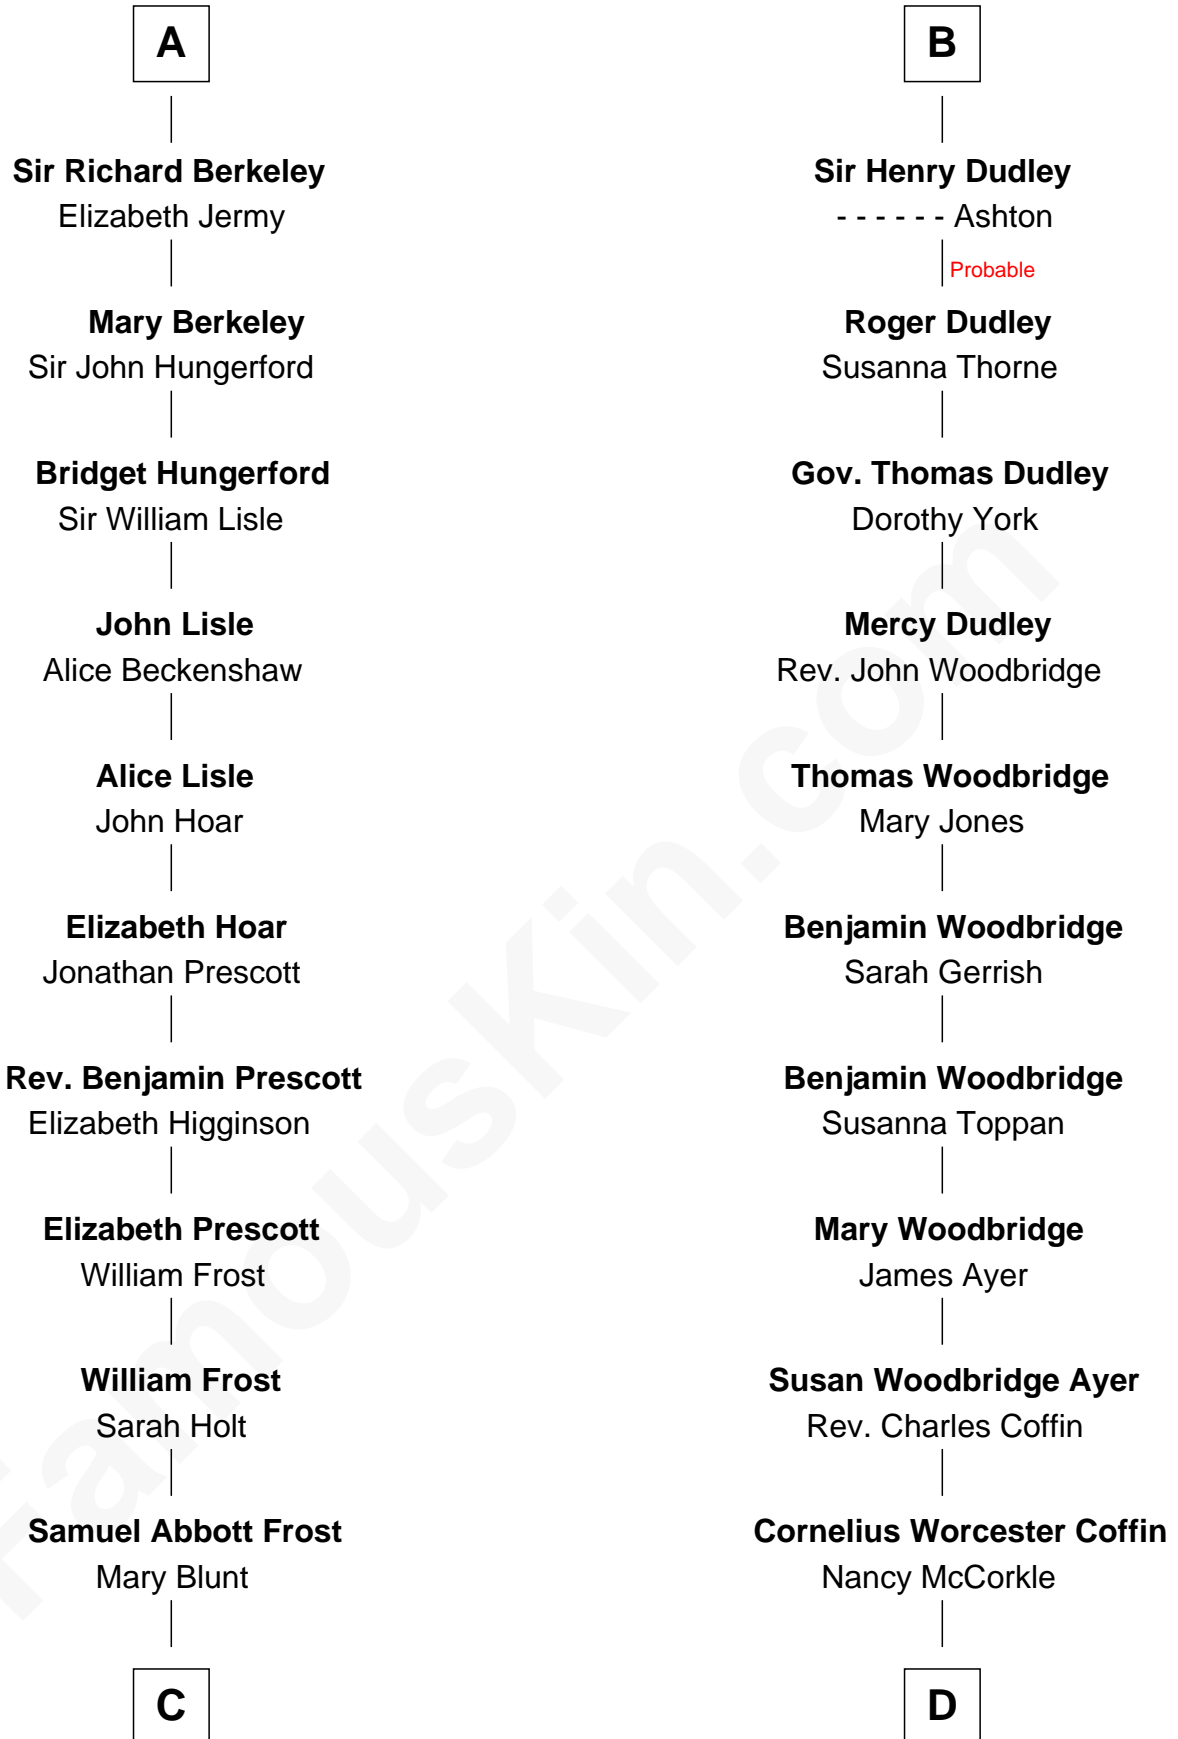 A
Sir Richard Berkeley
Elizabeth Jermy
Mary Berkeley
Sir John Hungerford
Bridget Hungerford
Sir William Lisle
John Lisle
Alice Beckenshaw
Alice Lisle
John Hoar
Elizabeth Hoar
Jonathan Prescott
Rev. Benjamin Prescott
Elizabeth Higginson
Elizabeth Prescott
William Frost
William Frost
Sarah Holt
Samuel Abbott Frost
Mary Blunt
C
B
Sir Henry Dudley
- - - - - - Ashton
Probable
Roger Dudley
Susanna Thorne
Gov. Thomas Dudley
Dorothy York
Mercy Dudley
Rev. John Woodbridge
Thomas Woodbridge
Mary Jones
Benjamin Woodbridge
Sarah Gerrish
Benjamin Woodbridge
Susanna Toppan
Mary Woodbridge
James Ayer
Susan Woodbridge Ayer
Rev. Charles Coffin
Cornelius Worcester Coffin
Nancy McCorkle
D
FamousKin.com